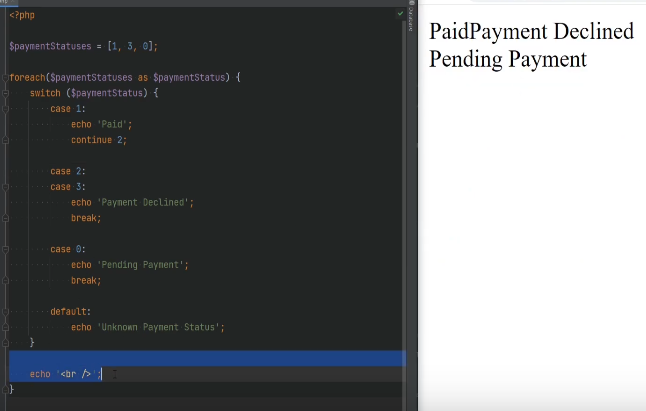 <?php
$paymentStatuses = [1, 3, 0];
foreach($paymentStatuses as $paymentStatus) {
switch ($paymentStatus) {
case 1:
echo 'Paid';
continue 2;
case 2:
case 3:
echo 'Payment Declined';
break;
case 0:
echo 'Pending Payment';
break;
default:
echo 'Unknown Payment Status';
}
echo '<br />';
}
Database
PaidPayment Declined
Pending Payment